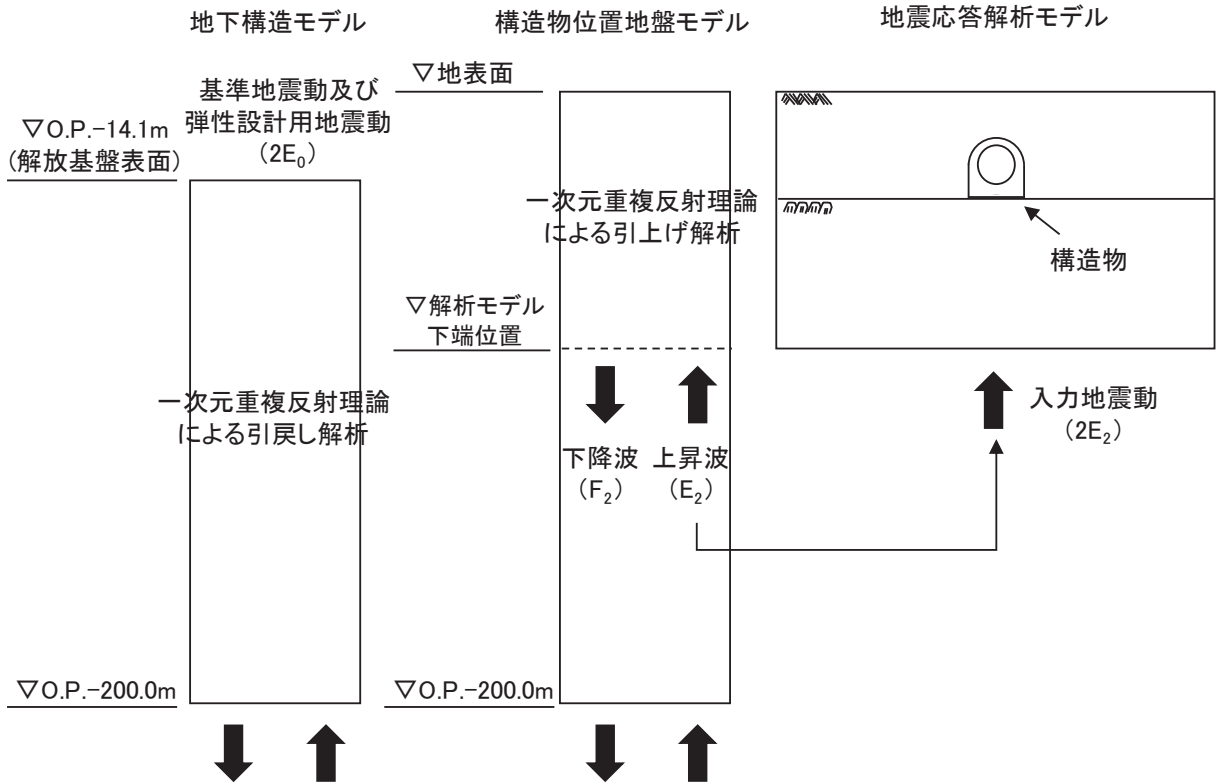 地下構造モデル
構造物位置地盤モデル
地震応答解析モデル
▽O.P.-14.1m
(解放基盤表面)
基準地震動及び
弾性設計用地震動
(2E₀)
一次元重複反射理論
による引戻し解析
▽O.P.-200.0m
▽地表面
一次元重複反射理論
による引上げ解析
▽解析モデル
下端位置
下降波 上昇波
(F₂) (E₂)
▽O.P.-200.0m
構造物
入力地震動
(2E₂)